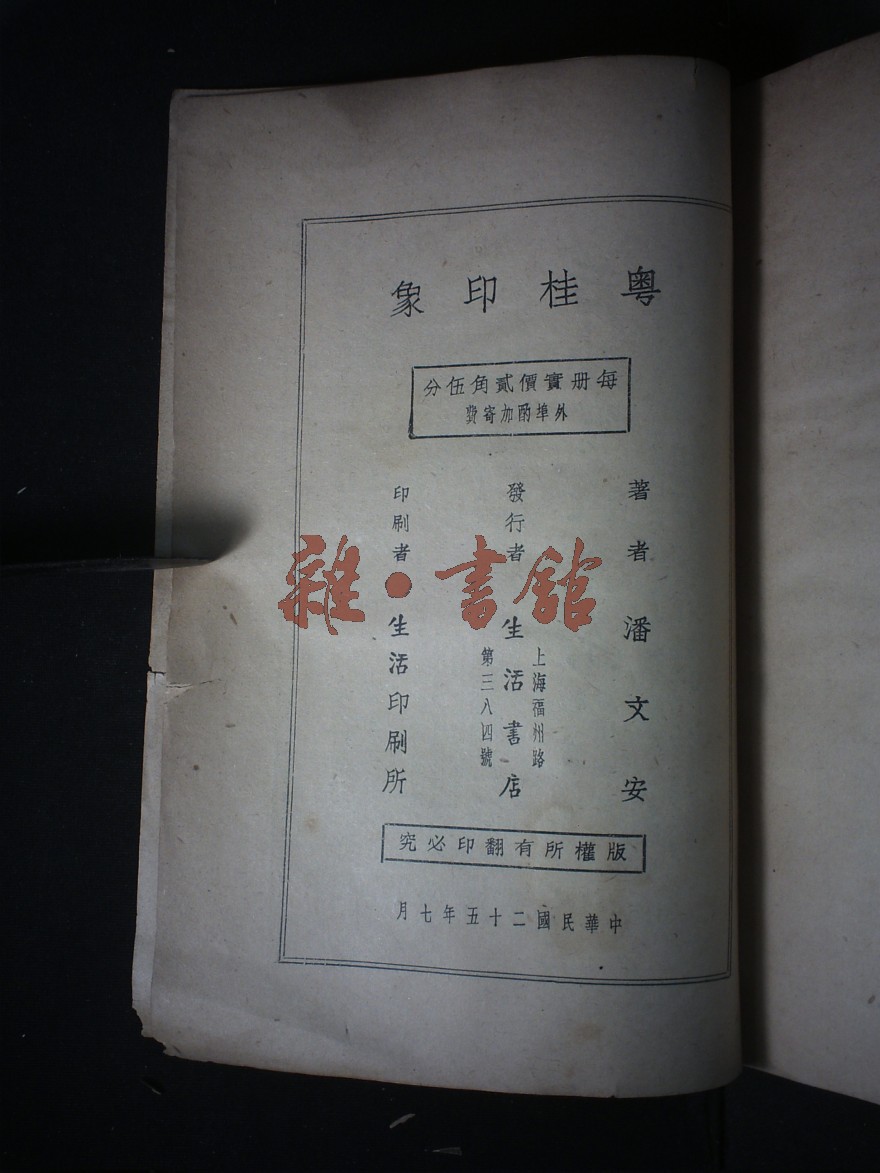 粵桂印象
每册實價貳角伍分
外埠酌加寄費
著者 潘文安
發行者 生活書店
上海福州路
第三八四號
印刷者 生活印刷所
版權所有翻印必究
中華民國二十五年七月
雜·書館